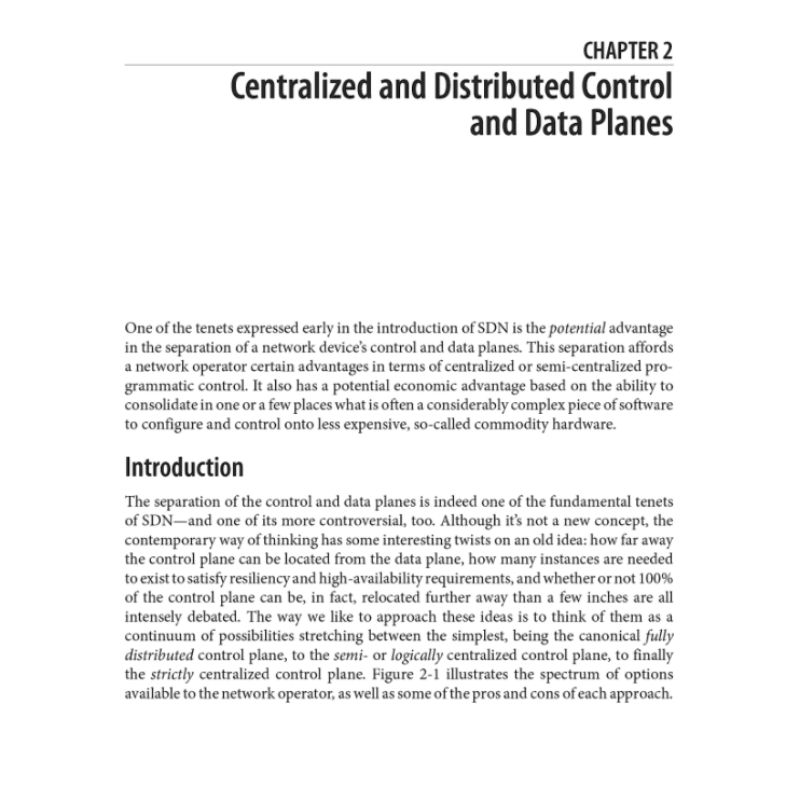 CHAPTER 2
Centralized and Distributed Control
and Data Planes
One of the tenets expressed early in the introduction of SDN is the potential advantage
in the separation of a network device's control and data planes. This separation affords
a network operator certain advantages in terms of centralized or semi-centralized pro-
grammatic control. It also has a potential economic advantage based on the ability to
consolidate in one or a few places what is often a considerably complex piece of software
to configure and control onto less expensive, so-called commodity hardware.
Introduction
The separation of the control and data planes is indeed one of the fundamental tenets
of SDN—and one of its more controversial, too. Although it's not a new concept, the
contemporary way of thinking has some interesting twists on an old idea: how far away
the control plane can be located from the data plane, how many instances are needed
to exist to satisfy resiliency and high-availability requirements, and whether or not 100%
of the control plane can be, in fact, relocated further away than a few inches are all
intensely debated. The way we like to approach these ideas is to think of them as a
continuum of possibilities stretching between the simplest, being the canonical fully
distributed control plane, to the semi- or logically centralized control plane, to finally
the strictly centralized control plane. Figure 2-1 illustrates the spectrum of options
available to the network operator, as well as some of the pros and cons of each approach.